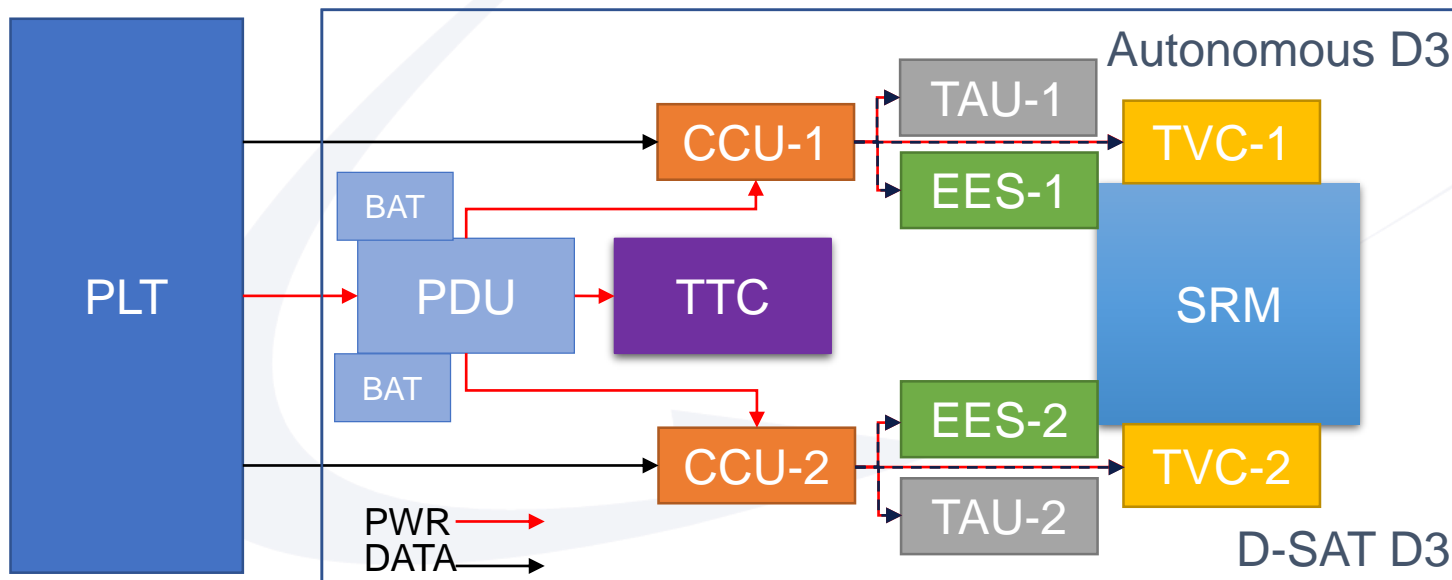 Autonomous D3
TAU-1
CCU-1
TVC-1
EES-1
BAT
PLT
PDU
TTC
SRM
BAT
EES-2
CCU-2
TVC-2
TAU-2
PWR
DATA
D-SAT D3